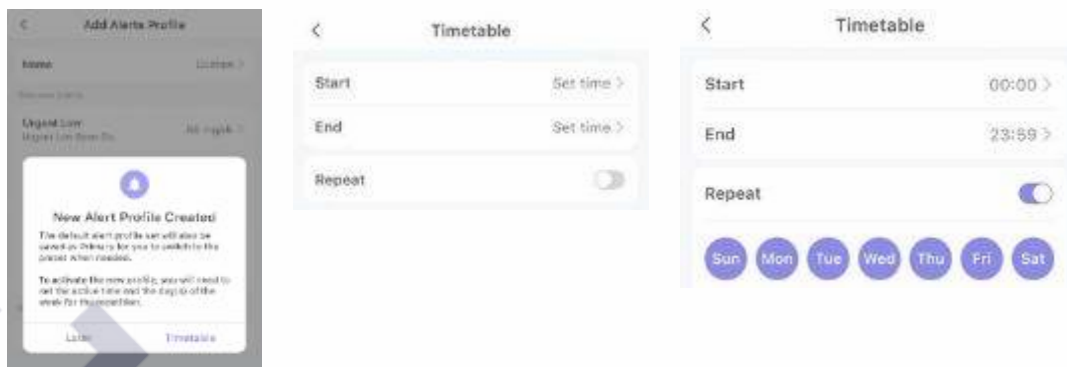 Add Alerts Profile
Name
Custom >
Urgent Low
New Alert Profile Created
The default alert profile set will also be
saved as Primary for you to switch to the
preset when needed.
To activate the new profile, you will need to
set the active time and the day(s) of the
week for the repetition.
Later
Timetable
Timetable
Start
Set time >
End
Set time >
Repeat
Timetable
Start
00:00 >
End
23:59 >
Repeat
Sun Mon Tue Wed Thu Fri Sat